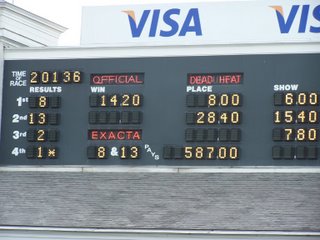 VISA VISA
TIME OF RACE 2:01:36 OFFICIAL DEAD HEAT
RESULTS WIN PLACE SHOW
1st 8 14.20 8.00 6.00
2nd 13 28.40 15.40
3rd 2 EXACTA 7.80
4th 1 8 & 13 PAYS 587.00